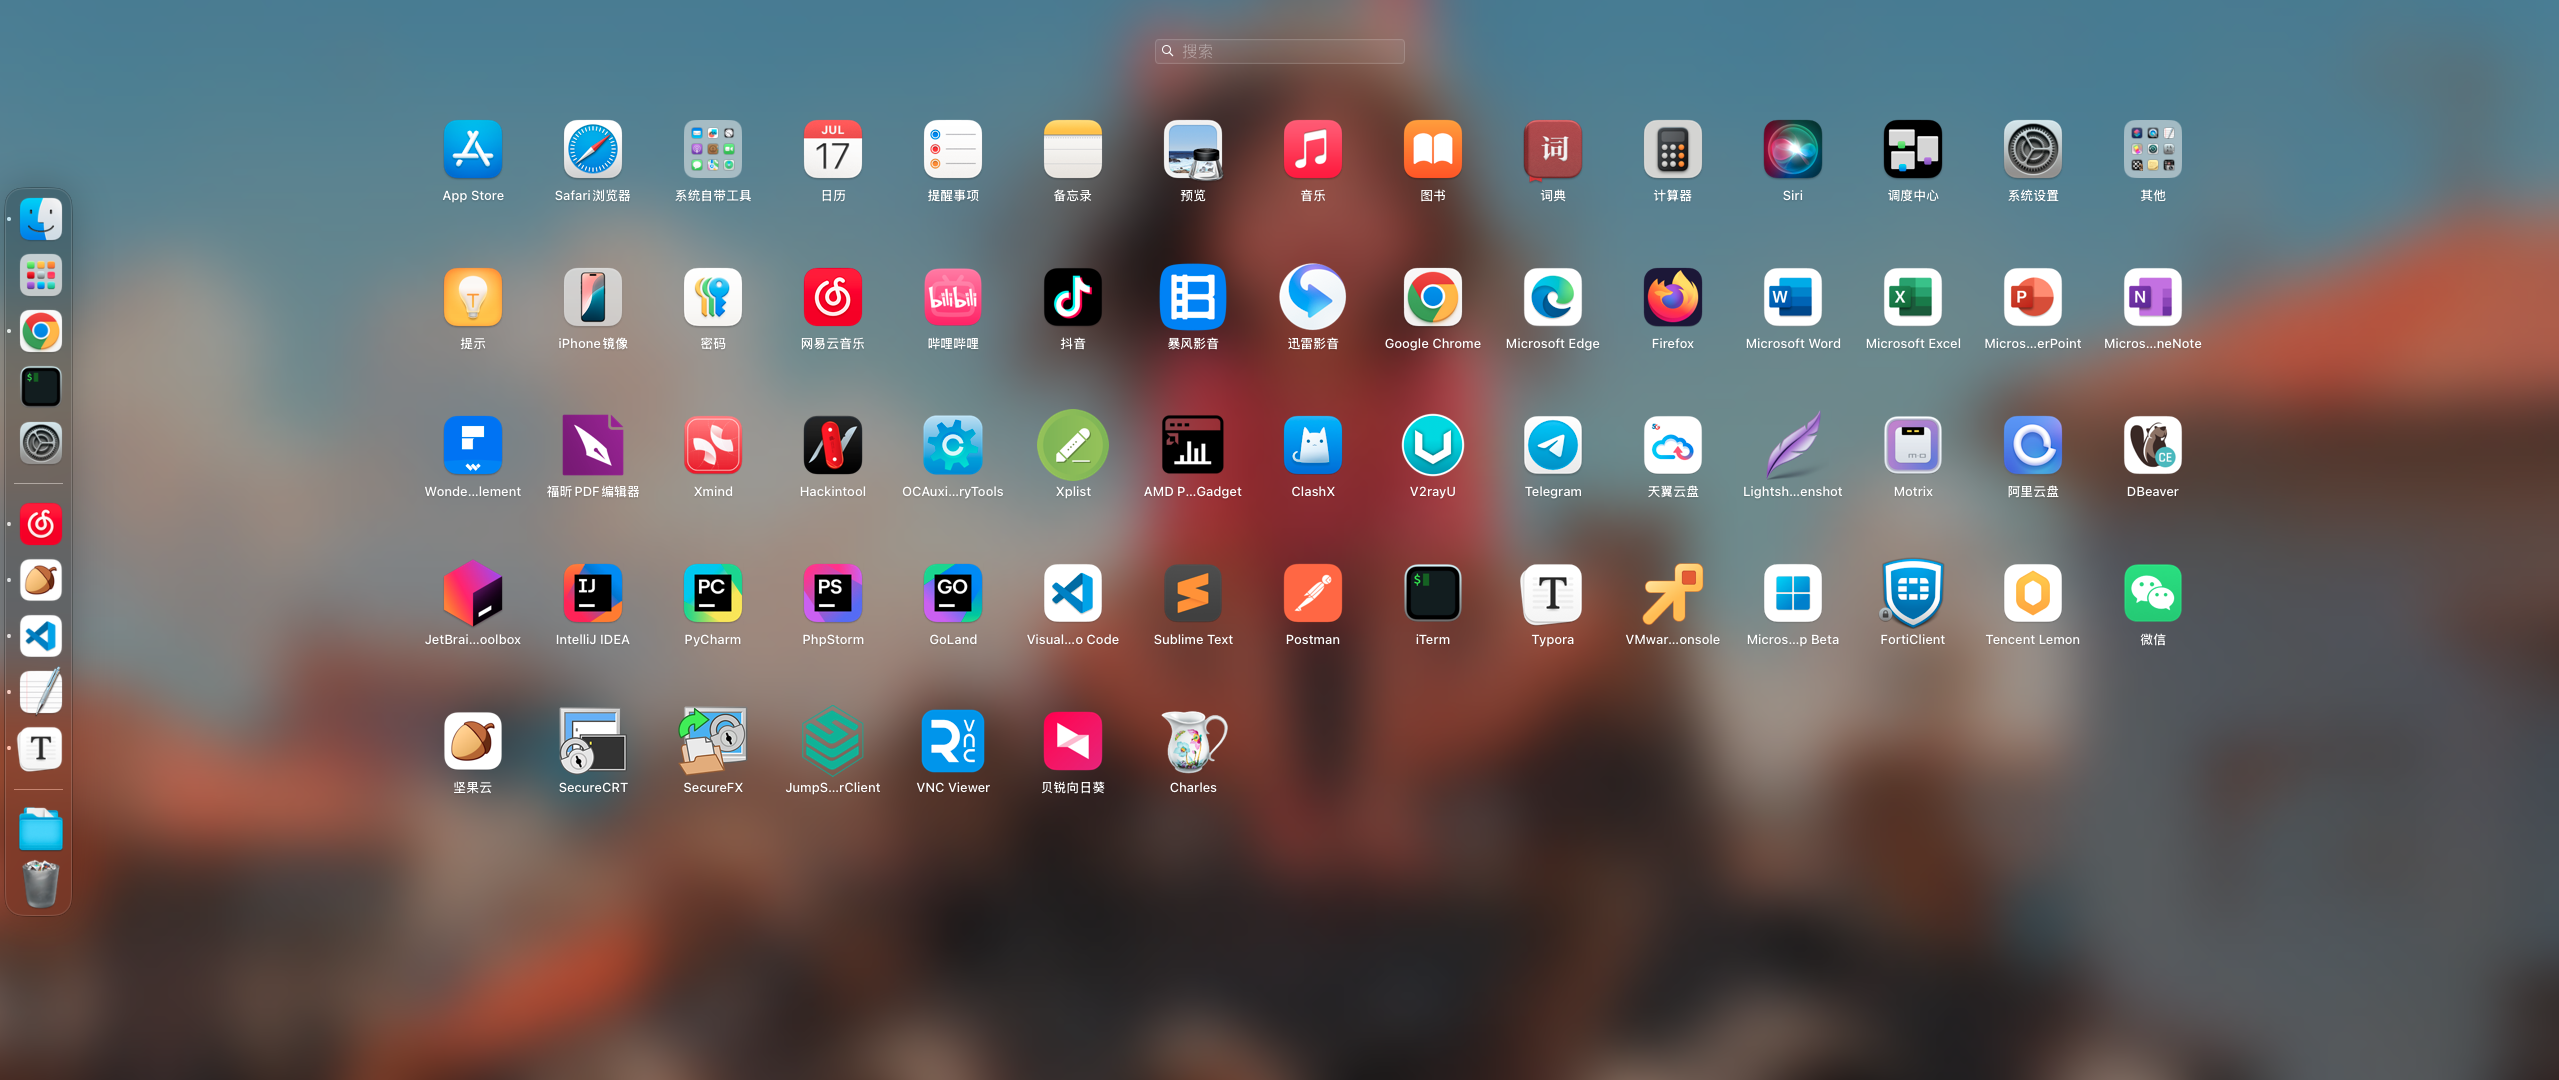 搜索
JUL
17
词
App Store
Safari浏览器
系统自带工具
日历
提醒事项
备忘录
预览
音乐
图书
词典
计算器
Siri
调度中心
系统设置
其他
bilibili
W
X
P
N
提示
iPhone镜像
密码
网易云音乐
哔哩哔哩
抖音
暴风影音
迅雷影音
Google Chrome
Microsoft Edge
Firefox
Microsoft Word
Microsoft Excel
Micros...erPoint
Micros...neNote
$
C
CE
Wonde...lement
福昕PDF编辑器
Xmind
Hackintool
OCAuxi...ryTools
Xplist
AMD P...Gadget
ClashX
V2rayU
Telegram
天翼云盘
Lightsh...enshot
Motrix
阿里云盘
DBeaver
IJ
PC
PS
GO
$
T
JetBrai...oolbox
IntelliJ IDEA
PyCharm
PhpStorm
GoLand
Visual...o Code
Sublime Text
Postman
iTerm
Typora
VMwar...onsole
Micros...p Beta
FortiClient
Tencent Lemon
微信
T
R
vnc
坚果云
SecureCRT
SecureFX
JumpS...rClient
VNC Viewer
贝锐向日葵
Charles